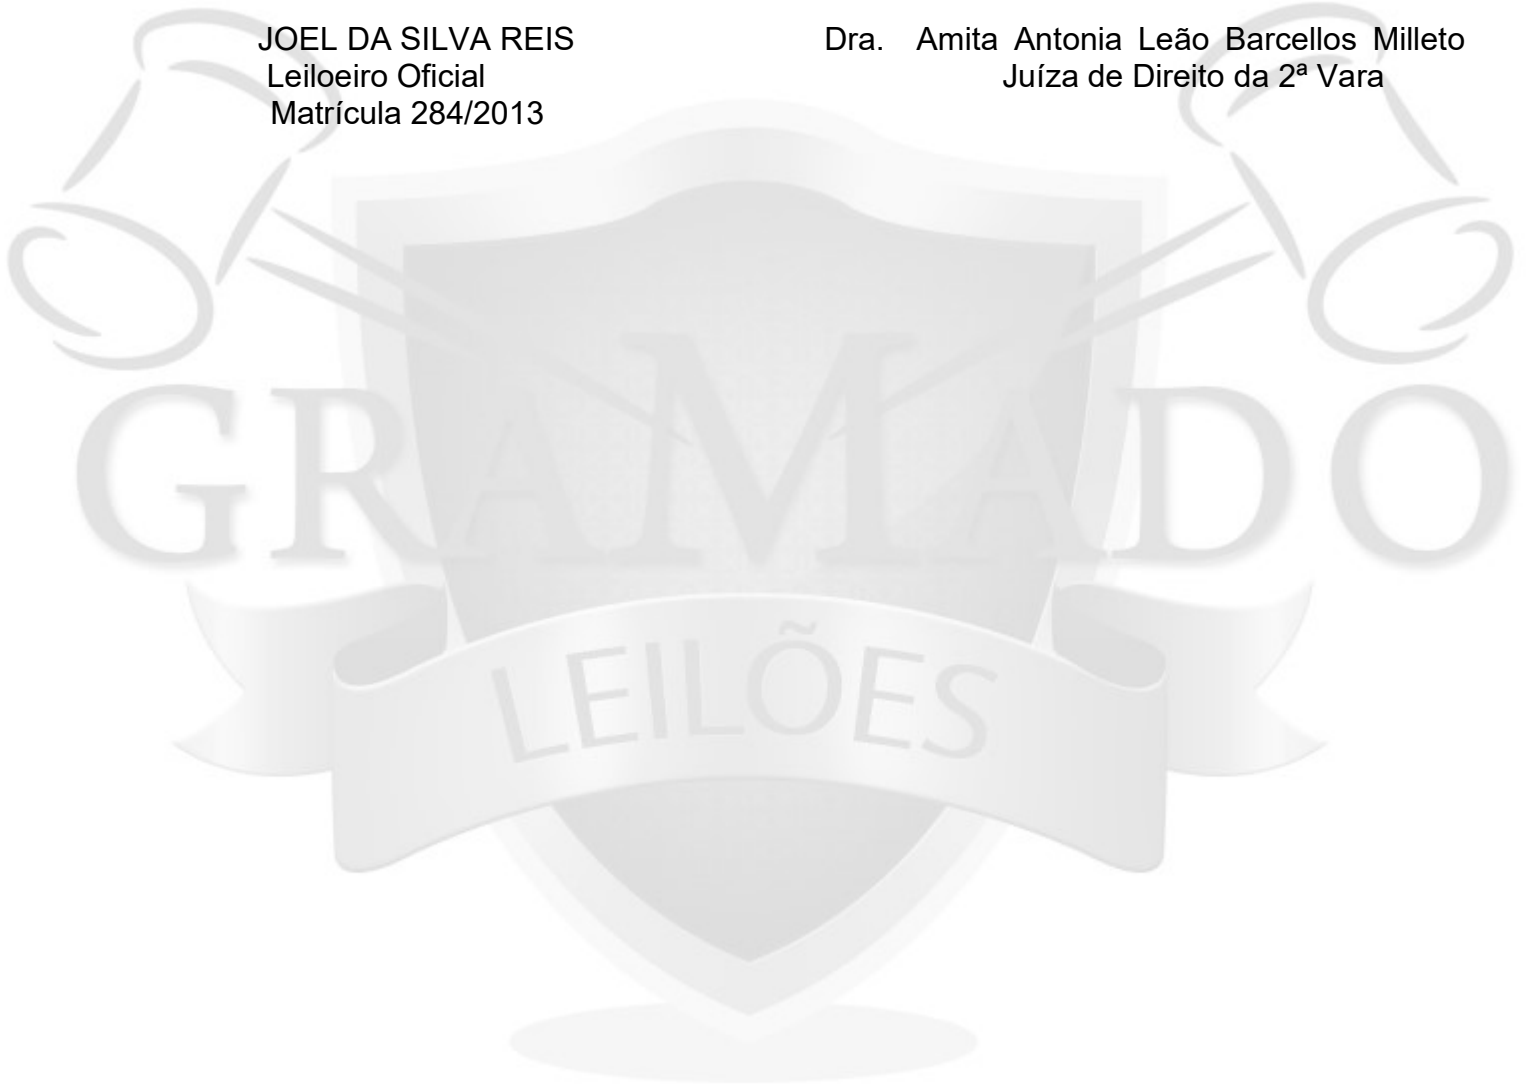 JOEL DA SILVA REIS
Leiloeiro Oficial
Matrícula 284/2013
Dra. Amita Antonia Leão Barcellos Milleto
Juíza de Direito da 2ª Vara
GRAMADO
LEILÕES